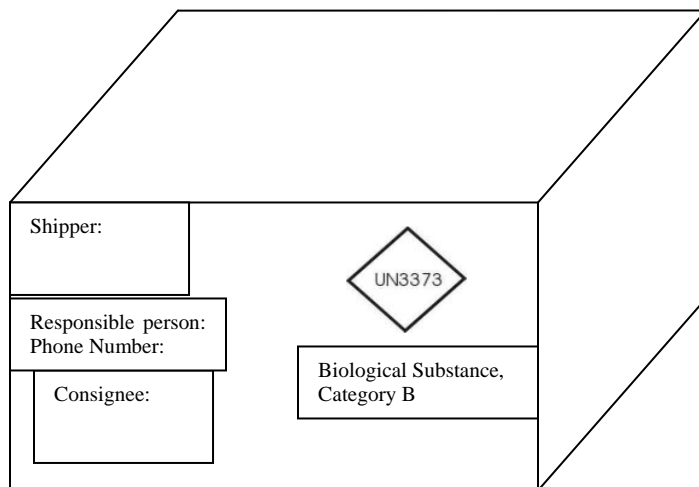 Shipper:
UN3373
Responsible person:
Phone Number:
Biological Substance,
Category B
Consignee: